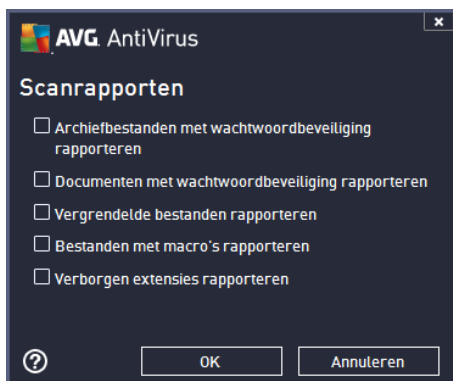 AVG AntiVirus
Scanrapporten
Archiefbestanden met wachtwoordbeveiliging
rapporteren
Documenten met wachtwoordbeveiliging rapporteren
Vergrendelde bestanden rapporteren
Bestanden met macro's rapporteren
Verborgen extensies rapporteren
OK
Annuleren